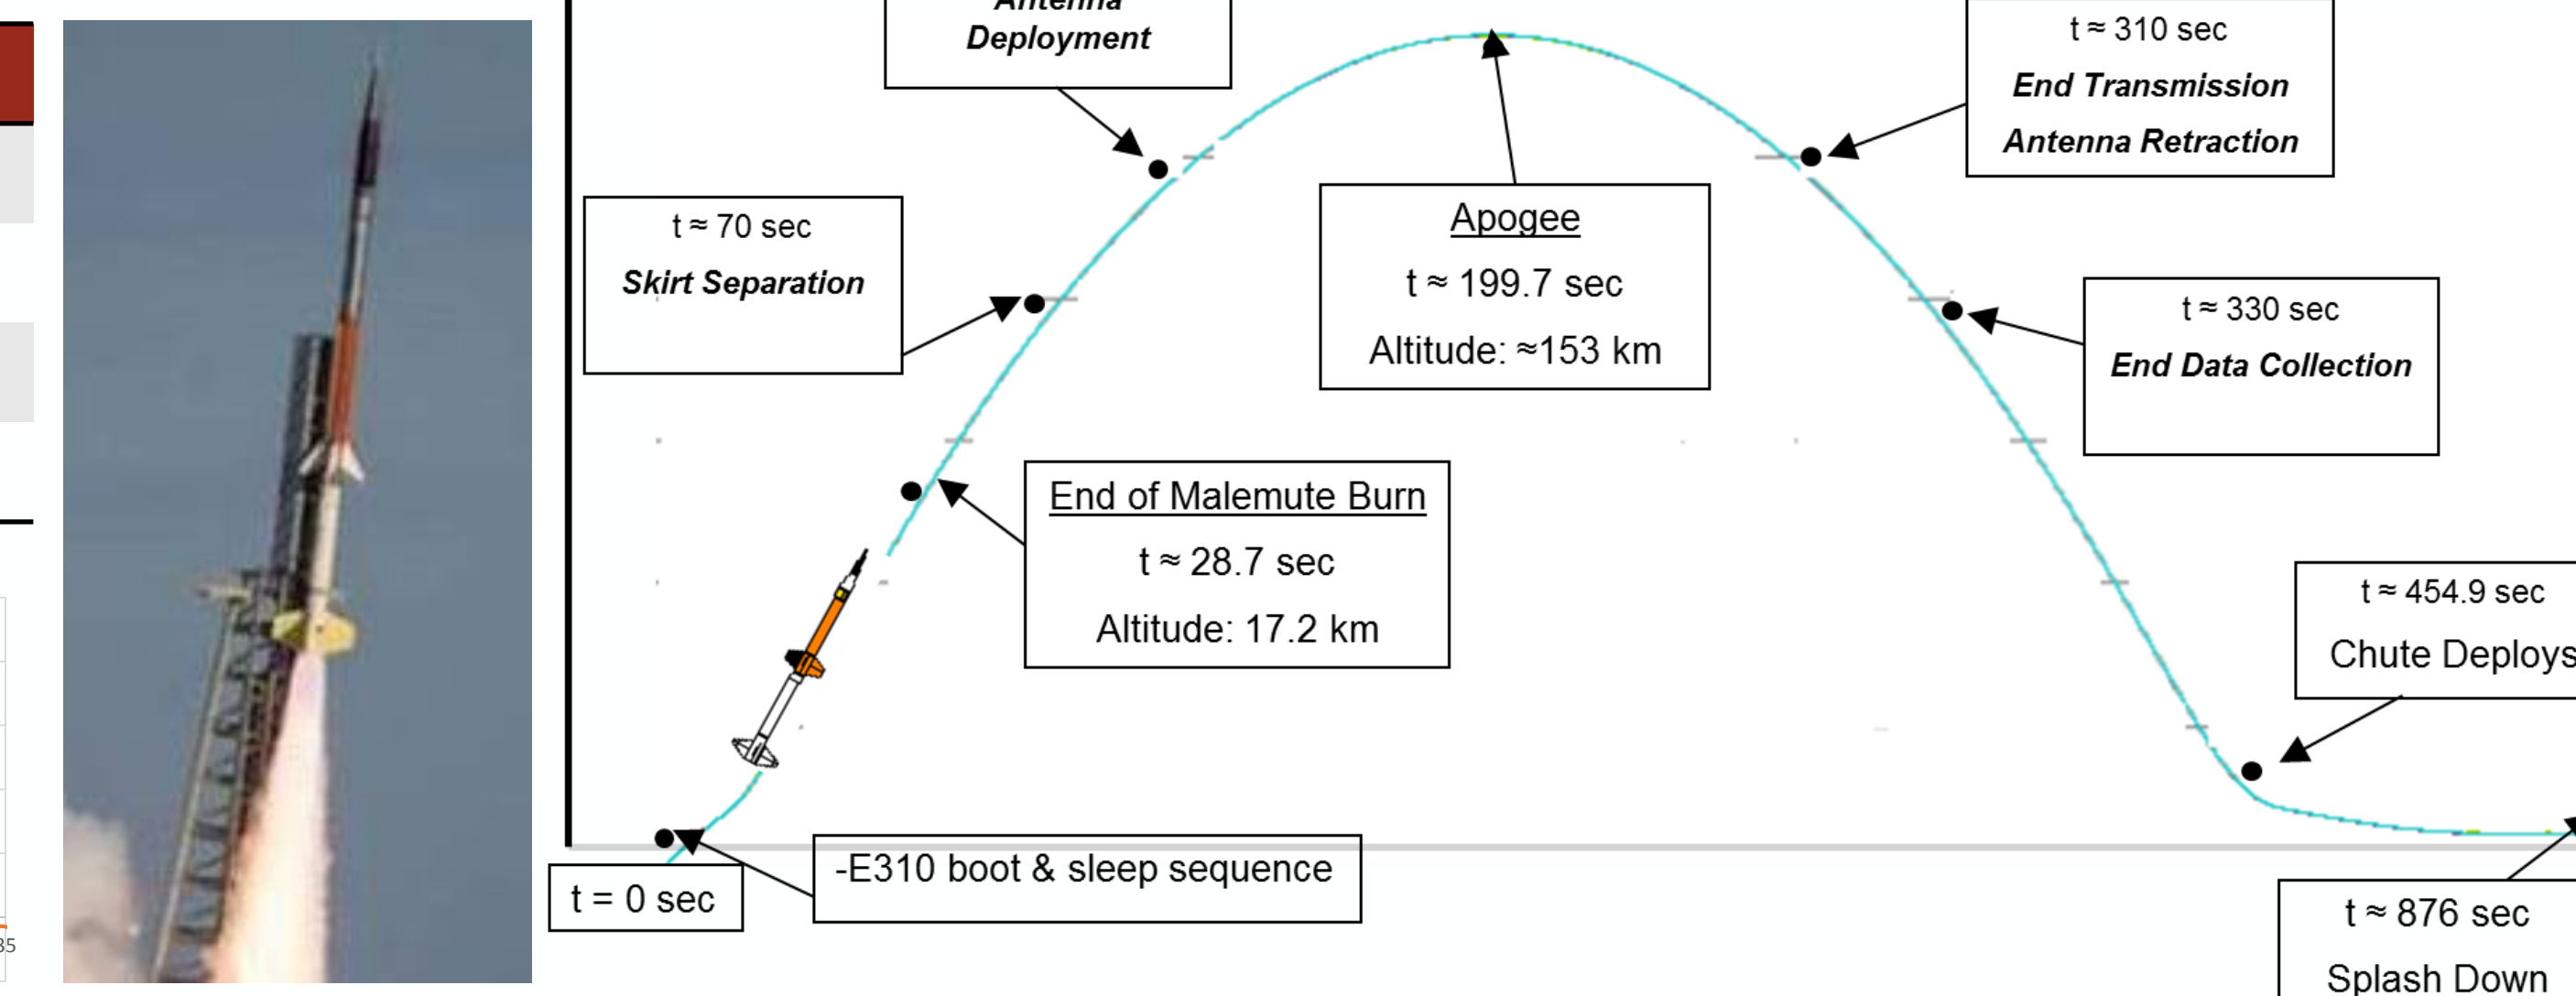 Deployment
t ≈ 310 sec
End Transmission
Antenna Retraction
t ≈ 70 sec
Skirt Separation
Apogee
t ≈ 199.7 sec
Altitude: ≈153 km
t ≈ 330 sec
End Data Collection
End of Malemute Burn
t ≈ 28.7 sec
Altitude: 17.2 km
t ≈ 454.9 sec
Chute Deploys
-E310 boot & sleep sequence
t = 0 sec
t ≈ 876 sec
Splash Down